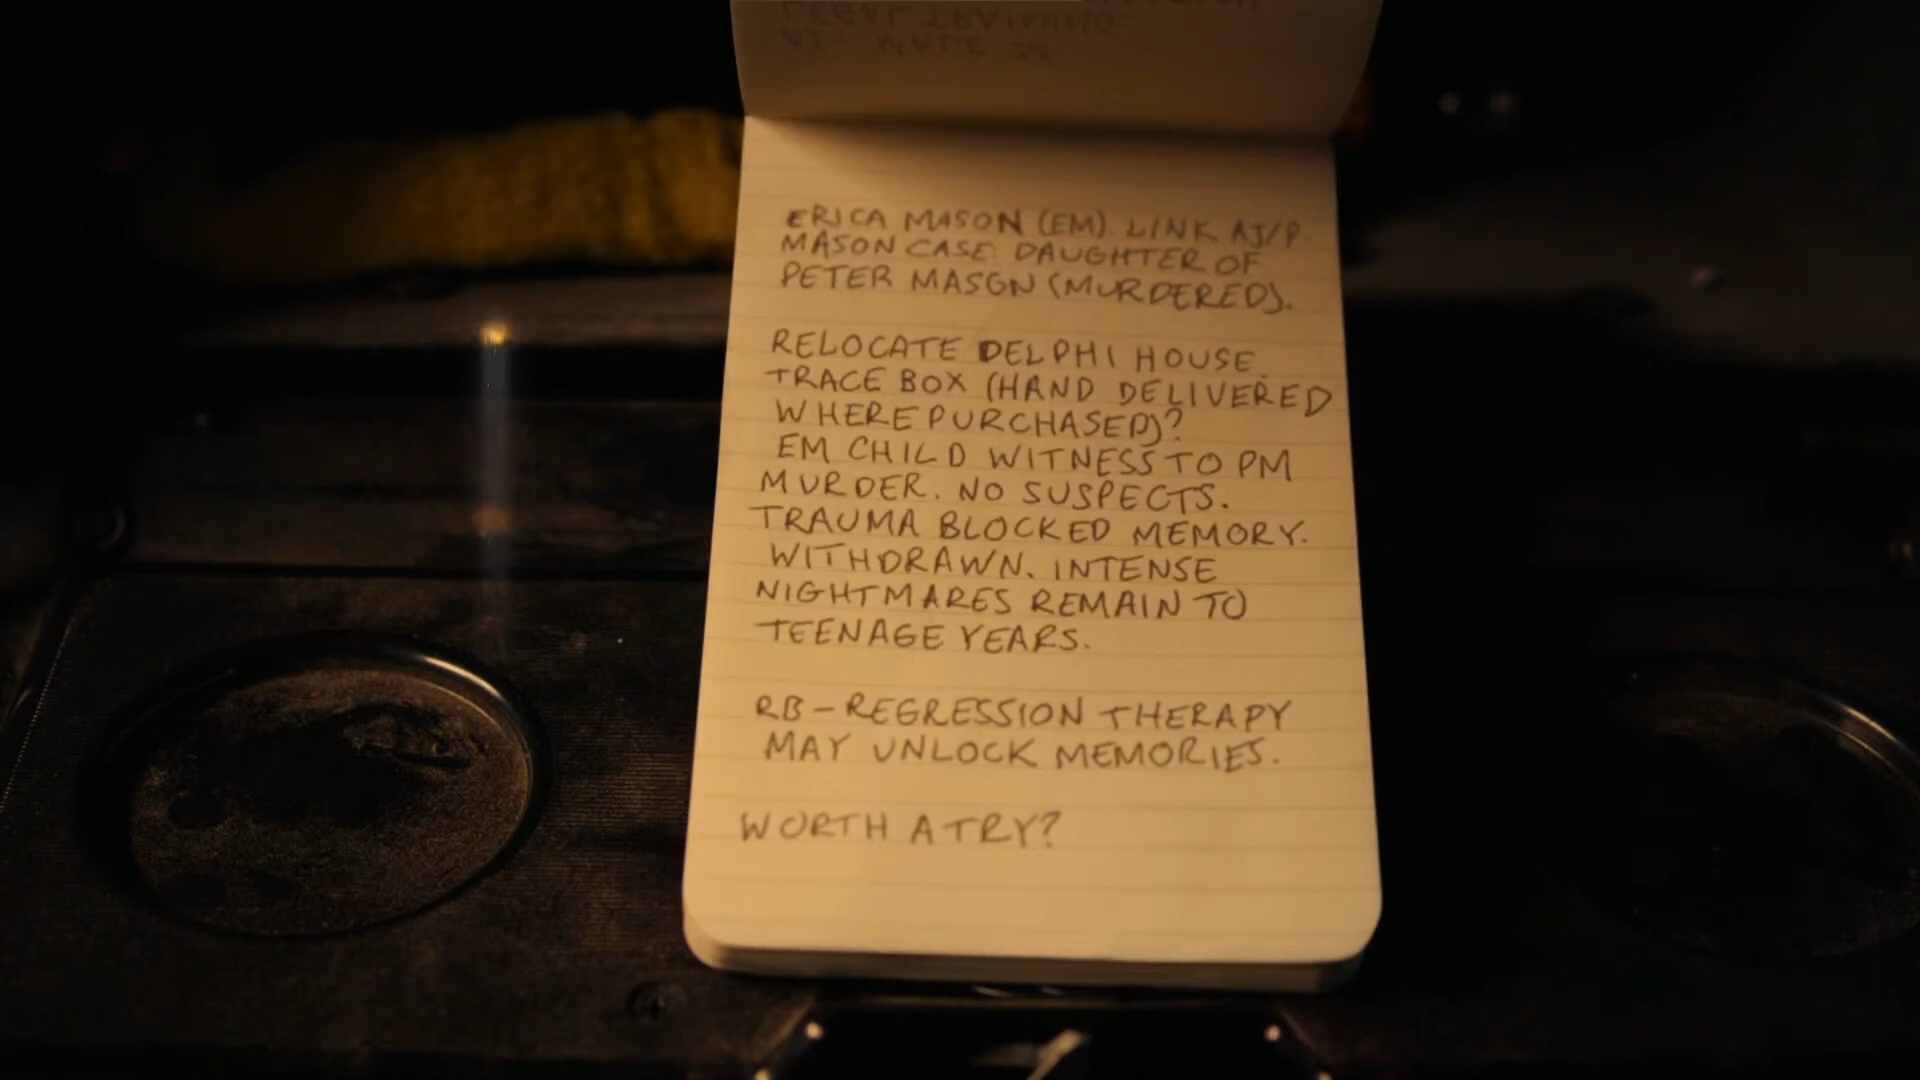 ERICA MASON (EM). LINK AJ/P.
MASON CASE. DAUGHTER OF
PETER MASON (MURDERED).
RELOCATE DELPHI HOUSE.
TRACE BOX (HAND DELIVERED
WHERE PURCHASED)?
EM CHILD WITNESS TO PM
MURDER. NO SUSPECTS.
TRAUMA BLOCKED MEMORY.
WITHDRAWN. INTENSE
NIGHTMARES REMAIN TO
TEENAGE YEARS.
RB-REGRESSION THERAPY
MAY UNLOCK MEMORIES.
WORTH A TRY?